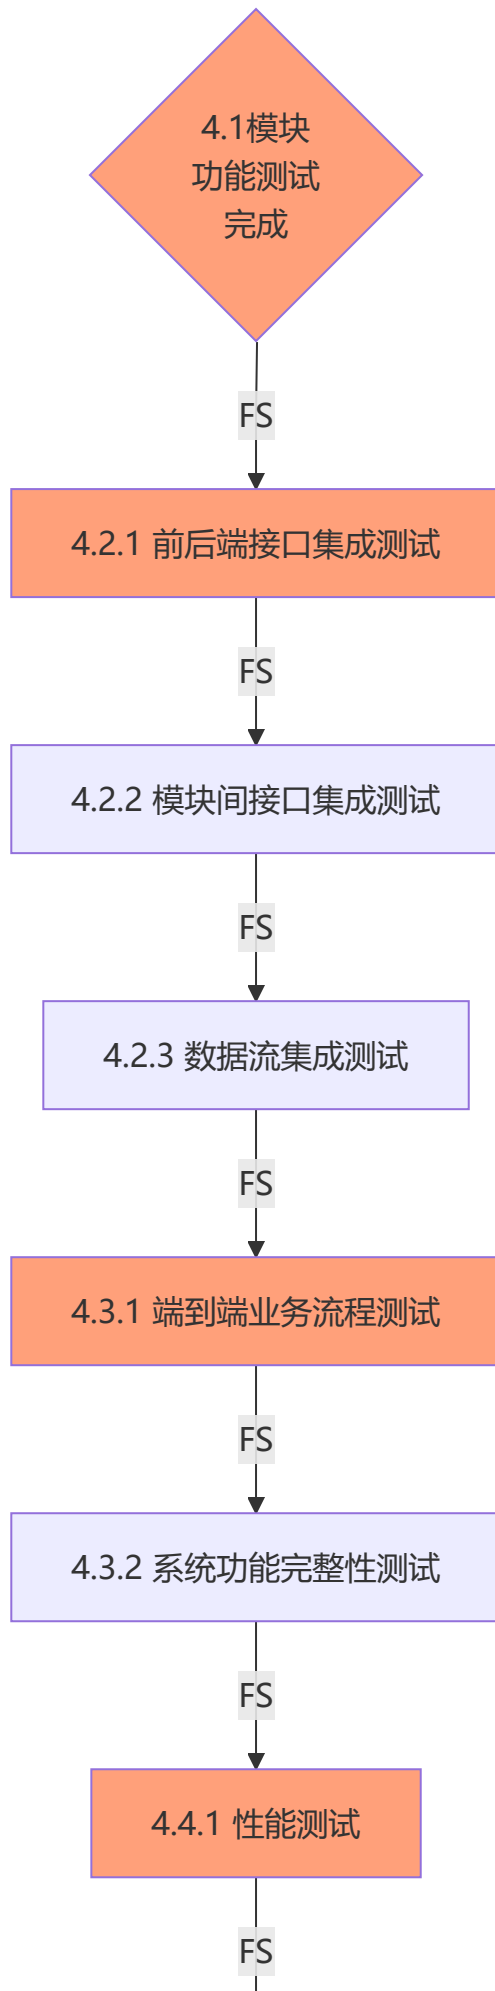 4.1模块
功能测试
完成
FS
4.2.1 前后端接口集成测试
FS
4.2.2 模块间接口集成测试
FS
4.2.3 数据流集成测试
FS
4.3.1 端到端业务流程测试
FS
4.3.2 系统功能完整性测试
FS
4.4.1 性能测试
FS